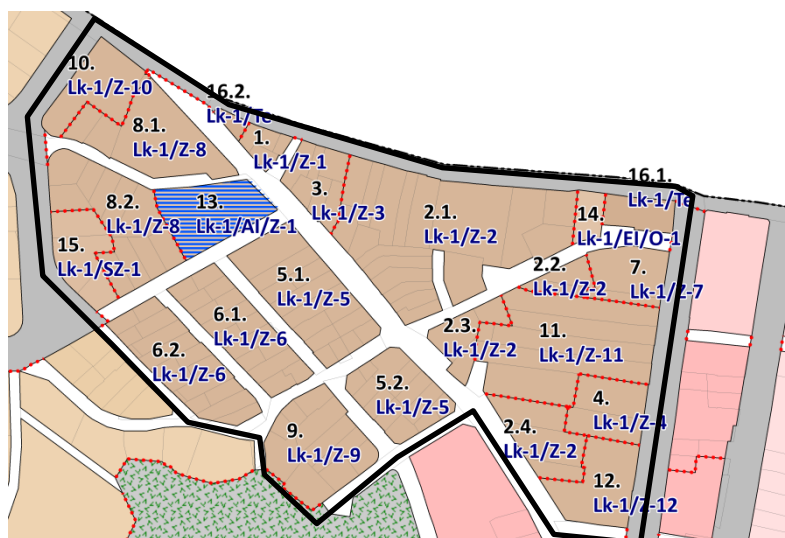 10.
Lk-1/Z-10
16.2.
Lk-1/Te
8.1.
Lk-1/Z-8
1.
Lk-1/Z-1
16.1.
Lk-1/Te
8.2.
Lk-1/Z-8
13.
Lk-1/AI/Z-1
3.
Lk-1/Z-3
2.1.
Lk-1/Z-2
14.
Lk-1/EI/O-1
15.
Lk-1/SZ-1
5.1.
Lk-1/Z-5
2.2.
Lk-1/Z-2
7.
Lk-1/Z-7
6.1.
Lk-1/Z-6
2.3.
Lk-1/Z-2
11.
Lk-1/Z-11
6.2.
Lk-1/Z-6
5.2.
Lk-1/Z-5
4.
Lk-1/Z-4
9.
Lk-1/Z-9
2.4.
Lk-1/Z-2
12.
Lk-1/Z-12